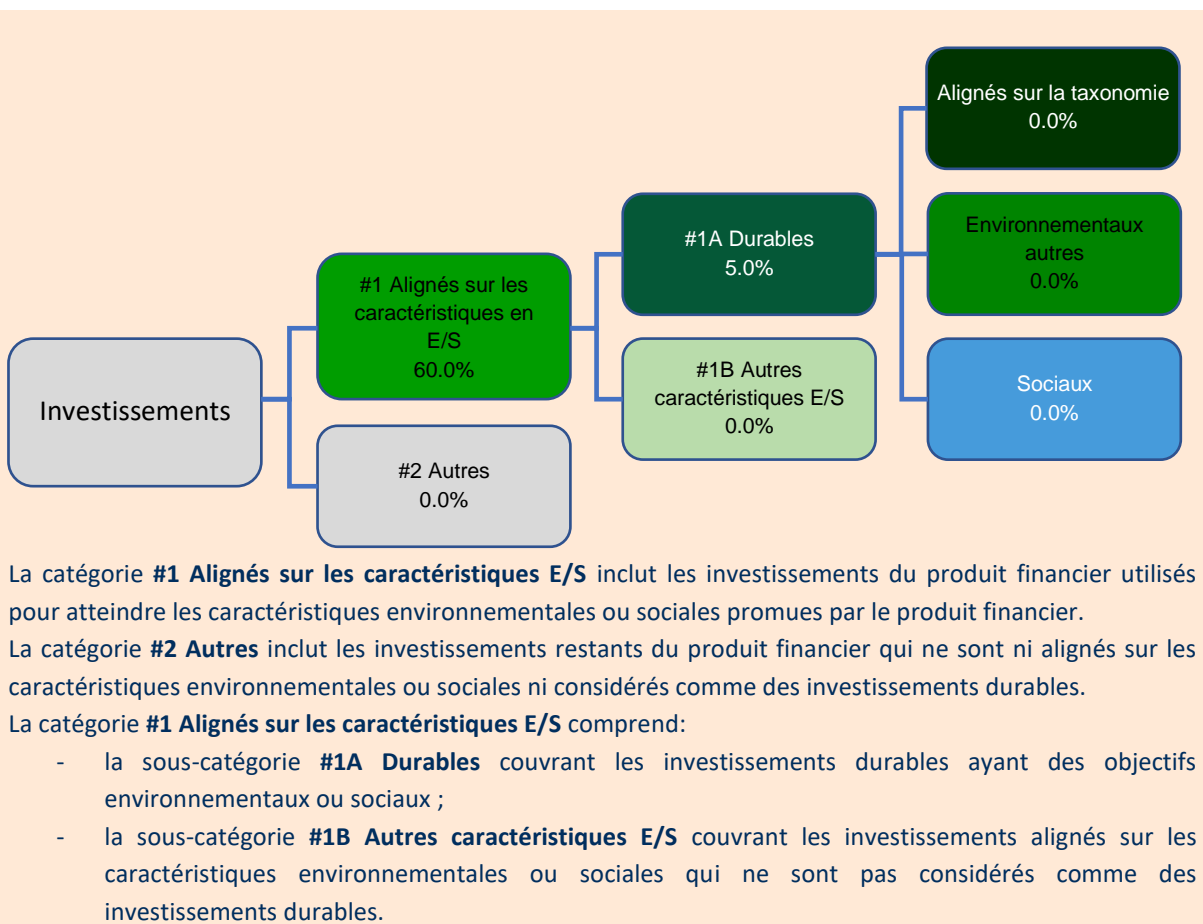 Alignés sur la taxonomie
0.0%
#1A Durables
5.0%
Environnementaux
autres
0.0%
#1 Alignés sur les
caractéristiques en
E/S
60.0%
#1B Autres
caractéristiques E/S
0.0%
Sociaux
0.0%
Investissements
#2 Autres
0.0%
La catégorie #1 Alignés sur les caractéristiques E/S inclut les investissements du produit financier utilisés
pour atteindre les caractéristiques environnementales ou sociales promues par le produit financier.
La catégorie #2 Autres inclut les investissements restants du produit financier qui ne sont ni alignés sur les
caractéristiques environnementales ou sociales ni considérés comme des investissements durables.
La catégorie #1 Alignés sur les caractéristiques E/S comprend:
- la sous-catégorie #1A Durables couvrant les investissements durables ayant des objectifs
environnementaux ou sociaux ;
- la sous-catégorie #1B Autres caractéristiques E/S couvrant les investissements alignés sur les
caractéristiques environnementales ou sociales qui ne sont pas considérés comme des
investissements durables.